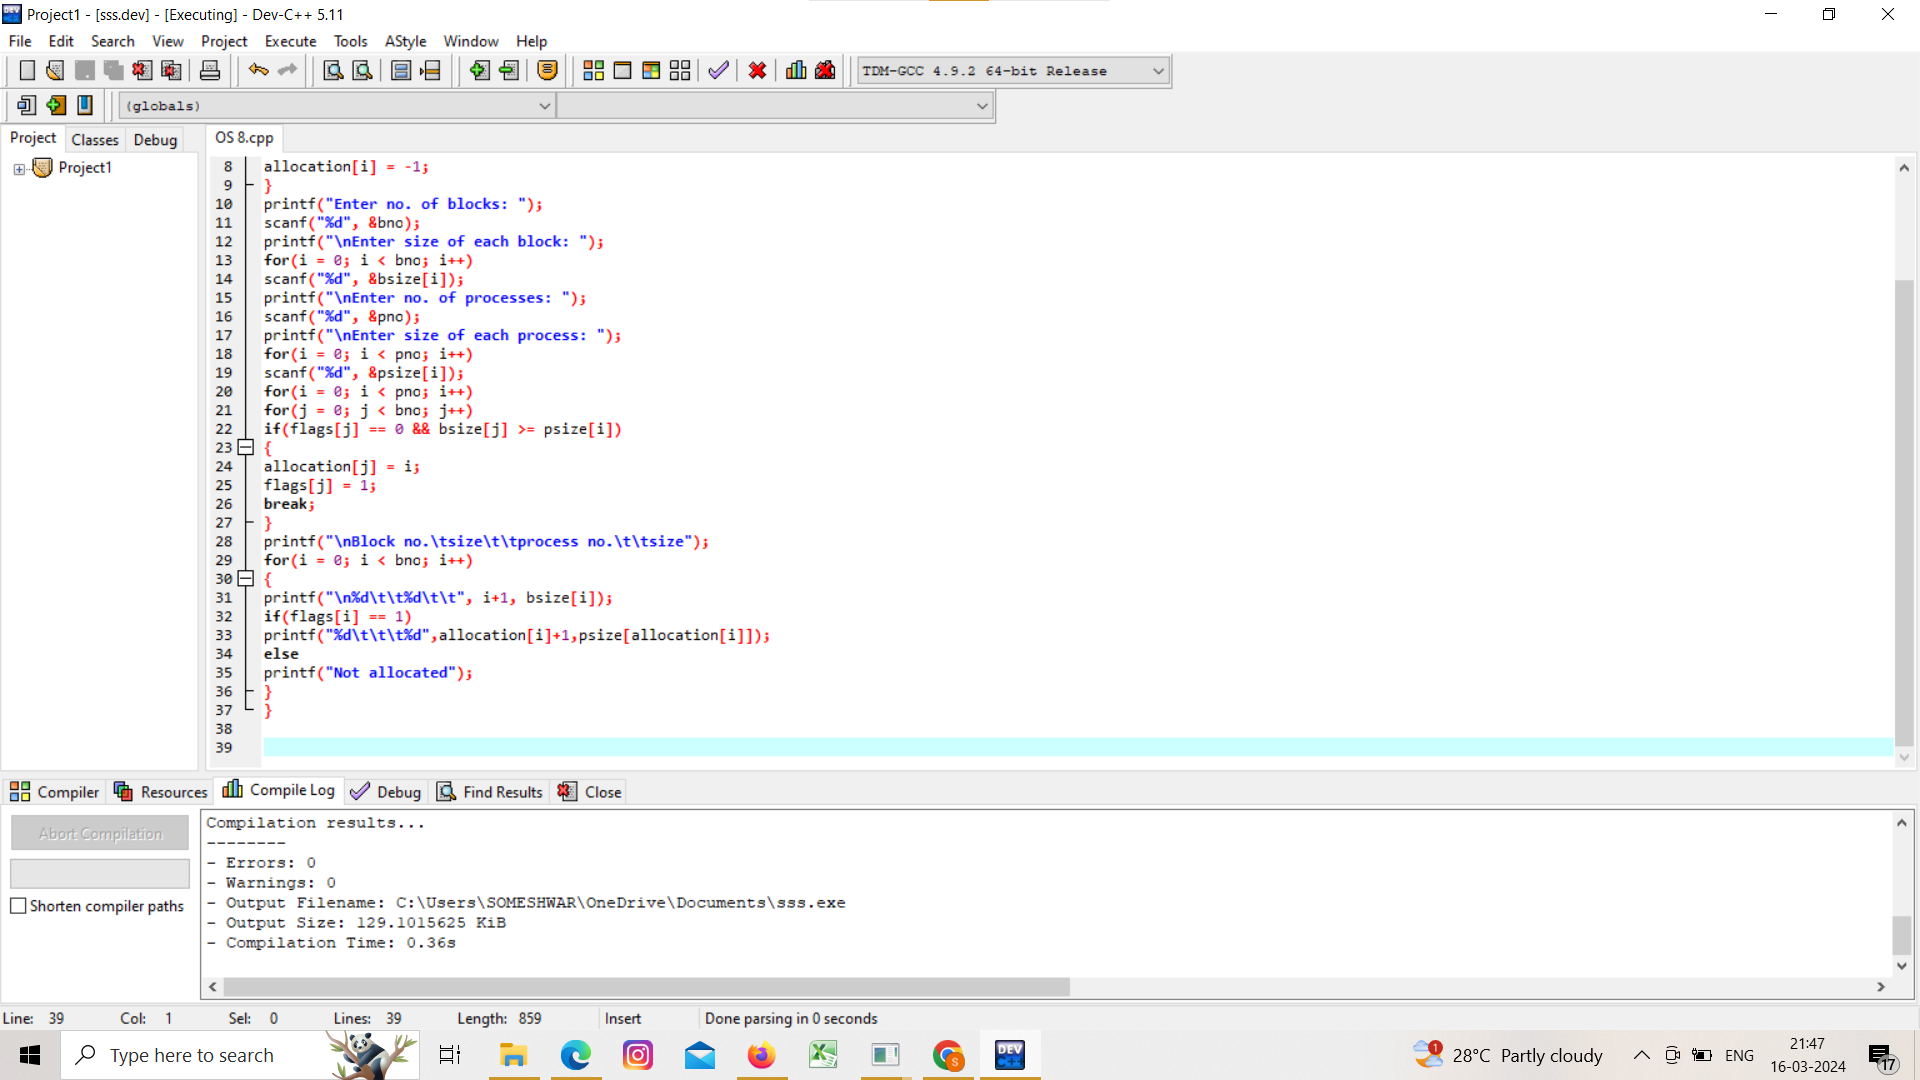 Project1 - [sss.dev] - [Executing] - Dev-C++ 5.11
File Edit Search View Project Execute Tools AStyle Window Help
TDM-GCC 4.9.2 64-bit Release
(globals)
Project Classes Debug
OS 8.cpp
Project1
8 allocation[i] = -1;
9 }
10 printf("Enter no. of blocks: ");
11 scanf("%d", &bno);
12 printf("\nEnter size of each block: ");
13 for(i = 0; i < bno; i++)
14 scanf("%d", &bsize[i]);
15 printf("\nEnter no. of processes: ");
16 scanf("%d", &pno);
17 printf("\nEnter size of each process: ");
18 for(i = 0; i < pno; i++)
19 scanf("%d", &psize[i]);
20 for(i = 0; i < pno; i++)
21 for(j = 0; j < bno; j++)
22 if(flags[j] == 0 && bsize[j] >= psize[i])
23 {
24 allocation[j] = i;
25 flags[j] = 1;
26 break;
27 }
28 printf("\nBlock no.\tsize\t\tprocess no.\t\tsize");
29 for(i = 0; i < bno; i++)
30 {
31 printf("\n%d\t\t%d\t\t", i+1, bsize[i]);
32 if(flags[i] == 1)
33 printf("%d\t\t\t%d",allocation[i]+1,psize[allocation[i]]);
34 else
35 printf("Not allocated");
36 }
37 }
38
39
Compiler Resources Compile Log Debug Find Results Close
Abort Compilation
Shorten compiler paths
Compilation results...
--------
- Errors: 0
- Warnings: 0
- Output Filename: C:\Users\SOMESHWAR\OneDrive\Documents\sss.exe
- Output Size: 129.1015625 KiB
- Compilation Time: 0.36s
Line: 39 Col: 1 Sel: 0 Lines: 39 Length: 859 Insert Done parsing in 0 seconds
Type here to search
DEV C++
S
1
28°C Partly cloudy
ENG
21:47
16-03-2024
17